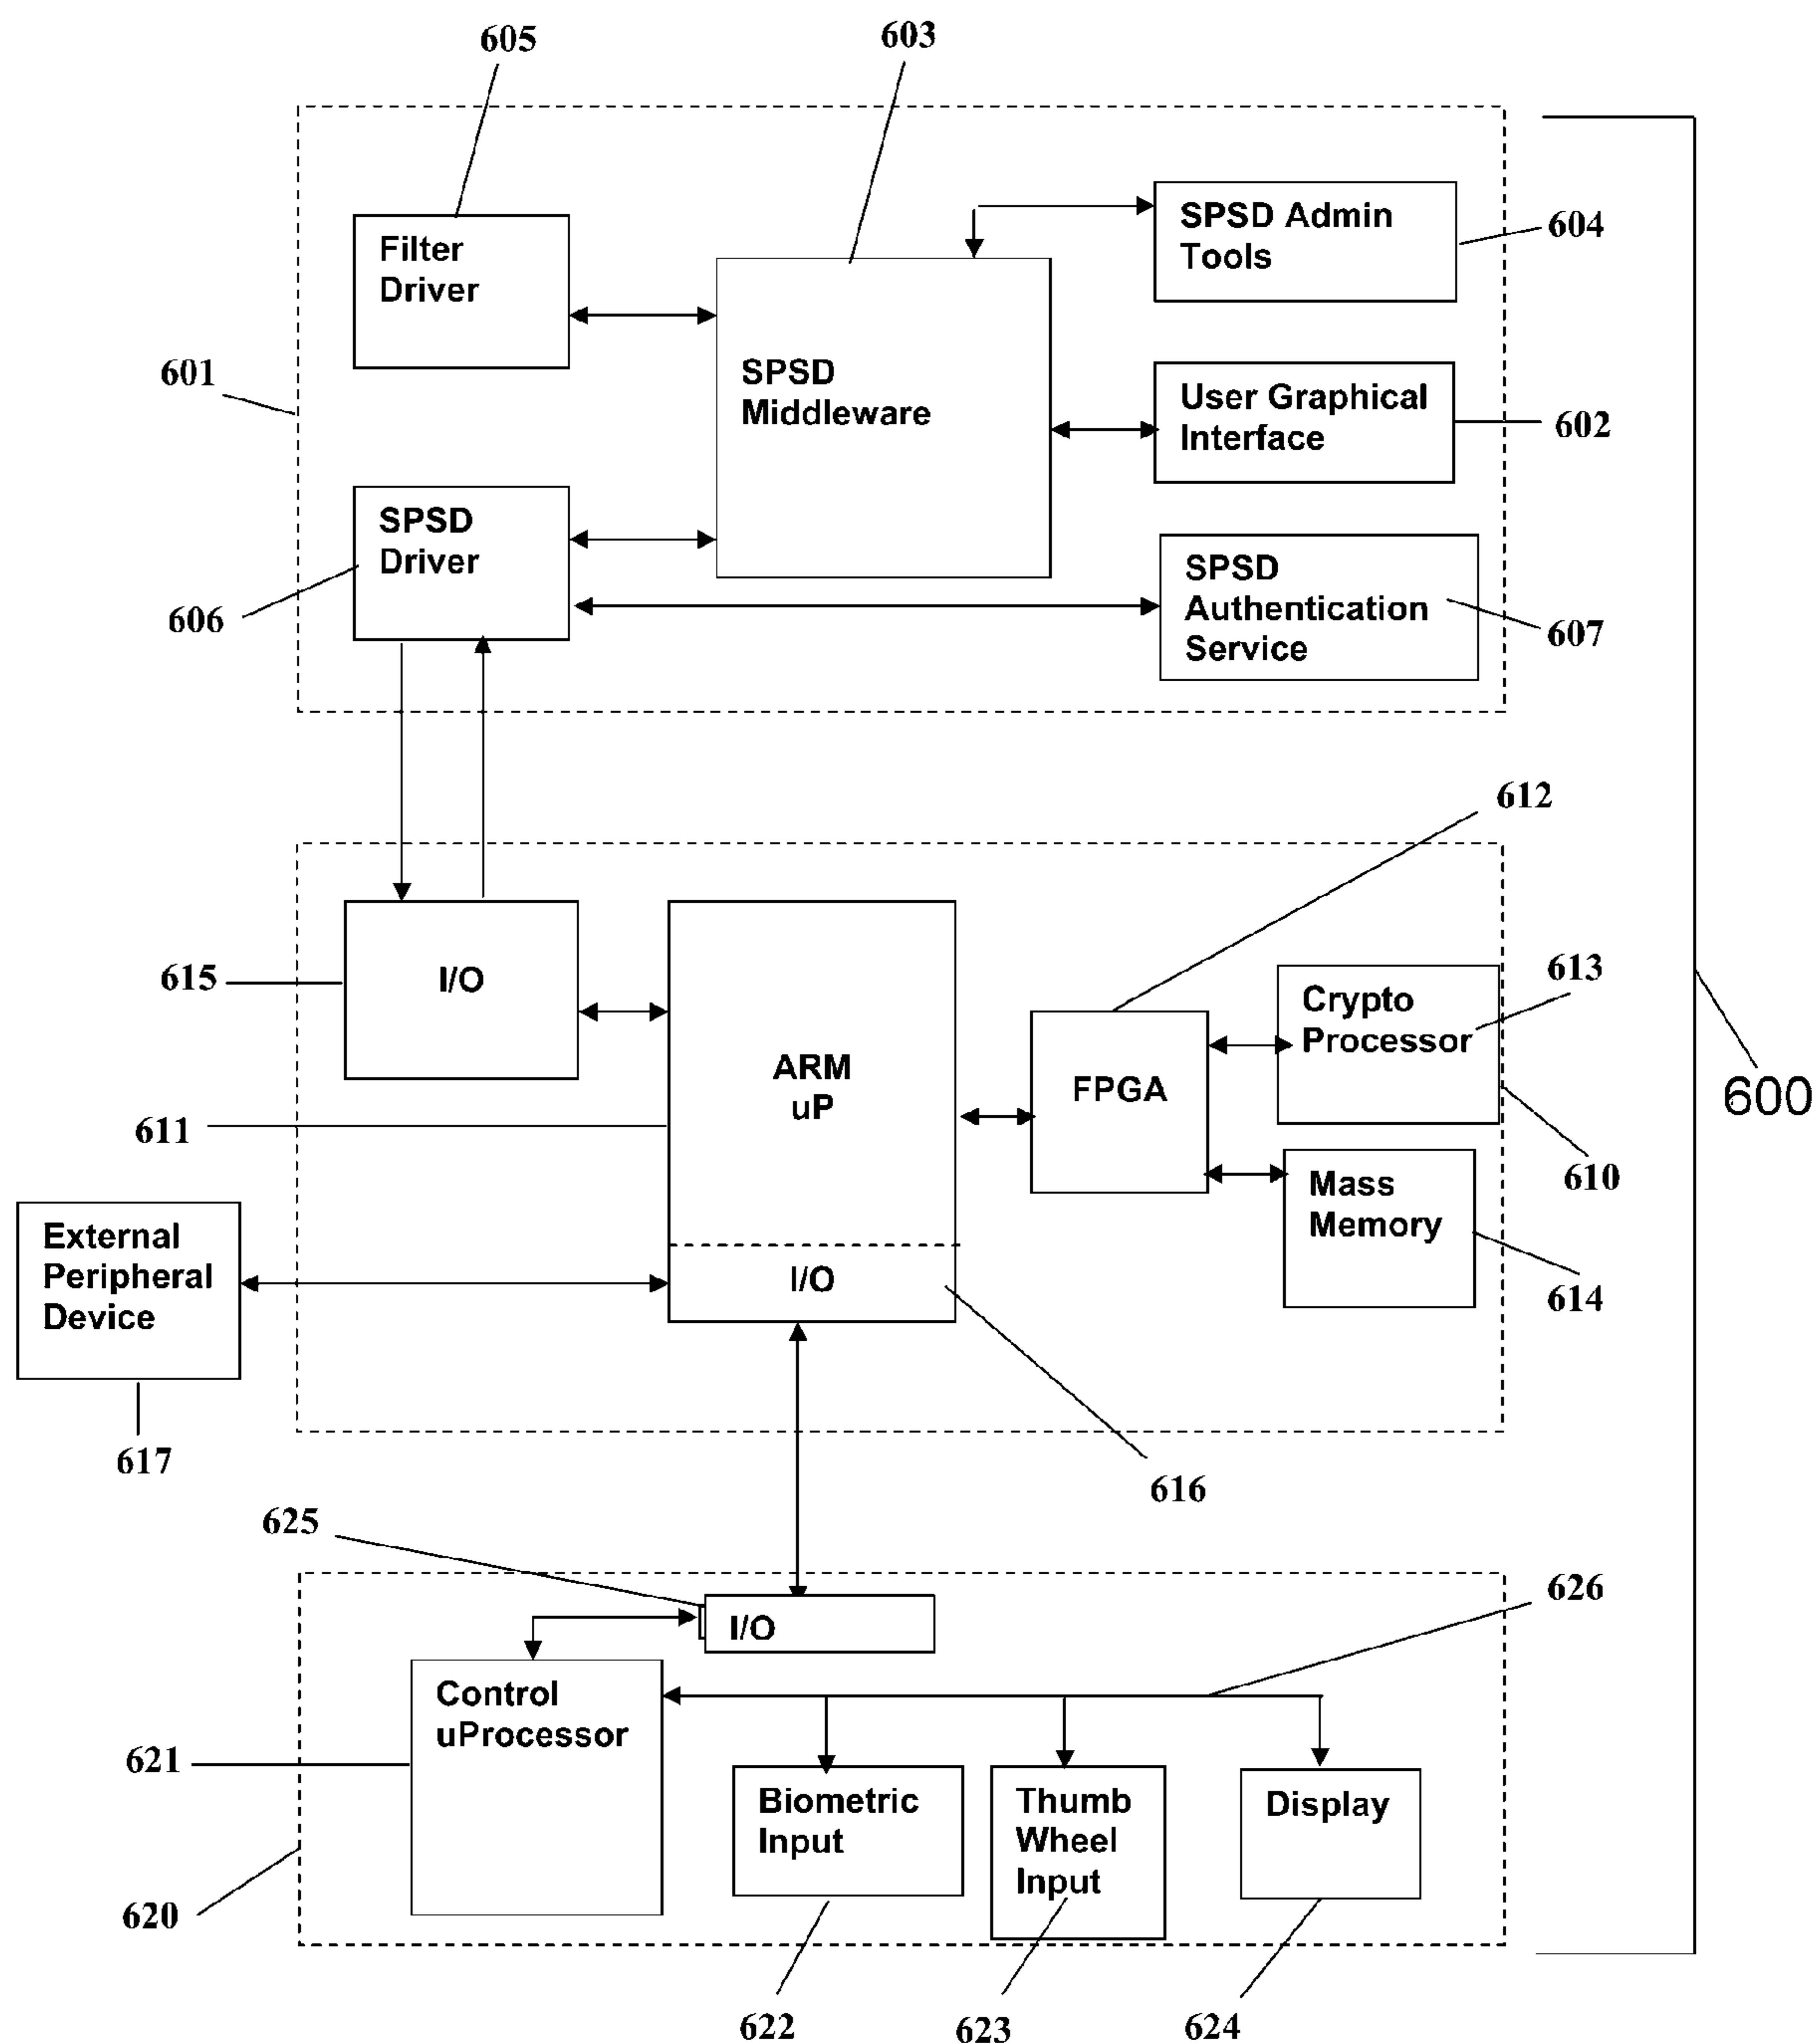 605
603
Filter
Driver
SPSD Admin
Tools
604
601
SPSD
Middleware
User Graphical
Interface
602
SPSD
Driver
606
SPSD
Authentication
Service
607
612
615
I/O
ARM
uP
FPGA
Crypto
Processor
613
600
611
610
External
Peripheral
Device
I/O
Mass
Memory
614
617
616
625
I/O
626
Control
uProcessor
621
Biometric
Input
Thumb
Wheel
Input
Display
620
622
623
624